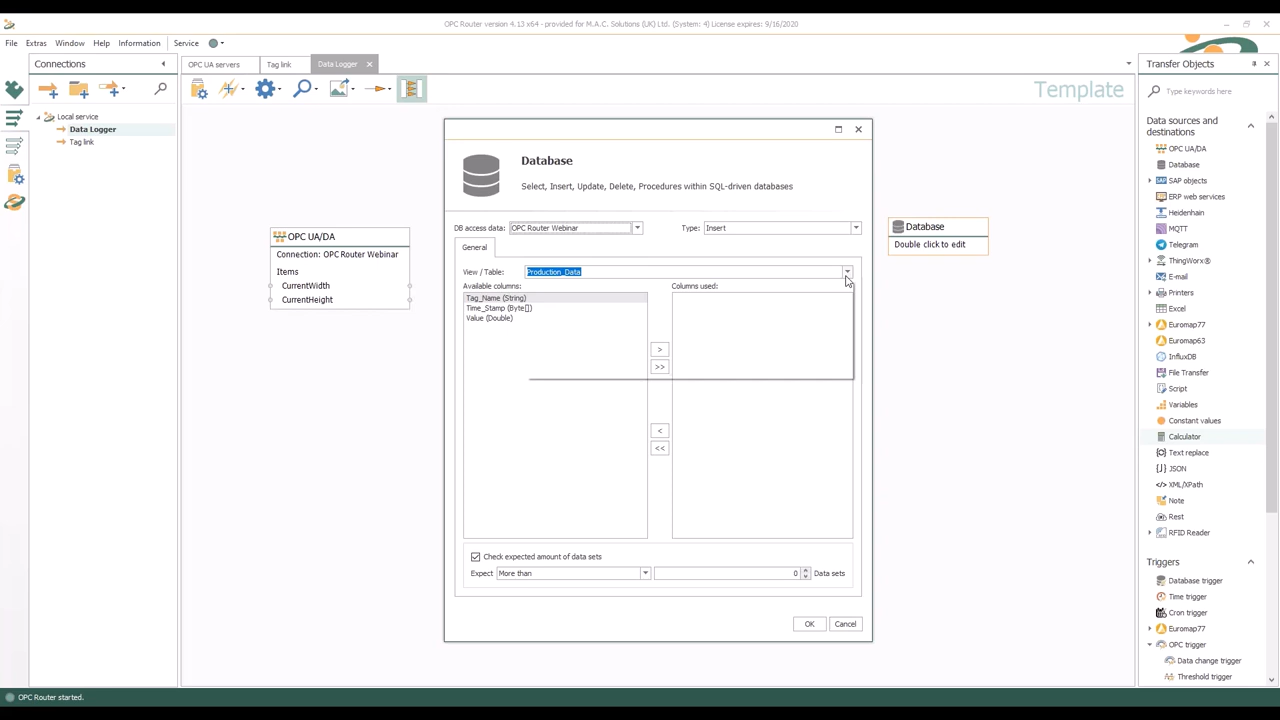 OPC Router version 4.13 x64 - provided for M.A.C. Solutions (UK) Ltd. (System: 4) License expires: 9/16/2020
File Extras Window Help Information Service
Connections
OPC UA servers Tag link Data Logger
Transfer Objects
Template
Type keywords here
Local service
Data Logger
Tag link
Database
Select, Insert, Update, Delete, Procedures within SQL-driven databases
DB access data: OPC Router Webinar Type: Insert
General
View / Table: Production_Data
Available columns: Columns used:
Tag_Name (String)
Time_Stamp (Byte[])
Value (Double)
>
>>
<
<<
Check expected amount of data sets
Expect More than 0 Data sets
OK Cancel
OPC UA/DA
Connection: OPC Router Webinar
Items
CurrentWidth
CurrentHeight
Database
Double click to edit
Data sources and
destinations
OPC UA/DA
Database
SAP objects
ERP web services
Heidenhain
MQTT
Telegram
ThingWorx®
E-mail
Printers
Excel
Euromap77
Euromap63
InfluxDB
File Transfer
Script
Variables
Constant values
Calculator
Text replace
JSON
XML/XPath
Note
Rest
RFID Reader
Triggers
Database trigger
Time trigger
Cron trigger
Euromap77
OPC trigger
Data change trigger
Threshold trigger
OPC Router started.